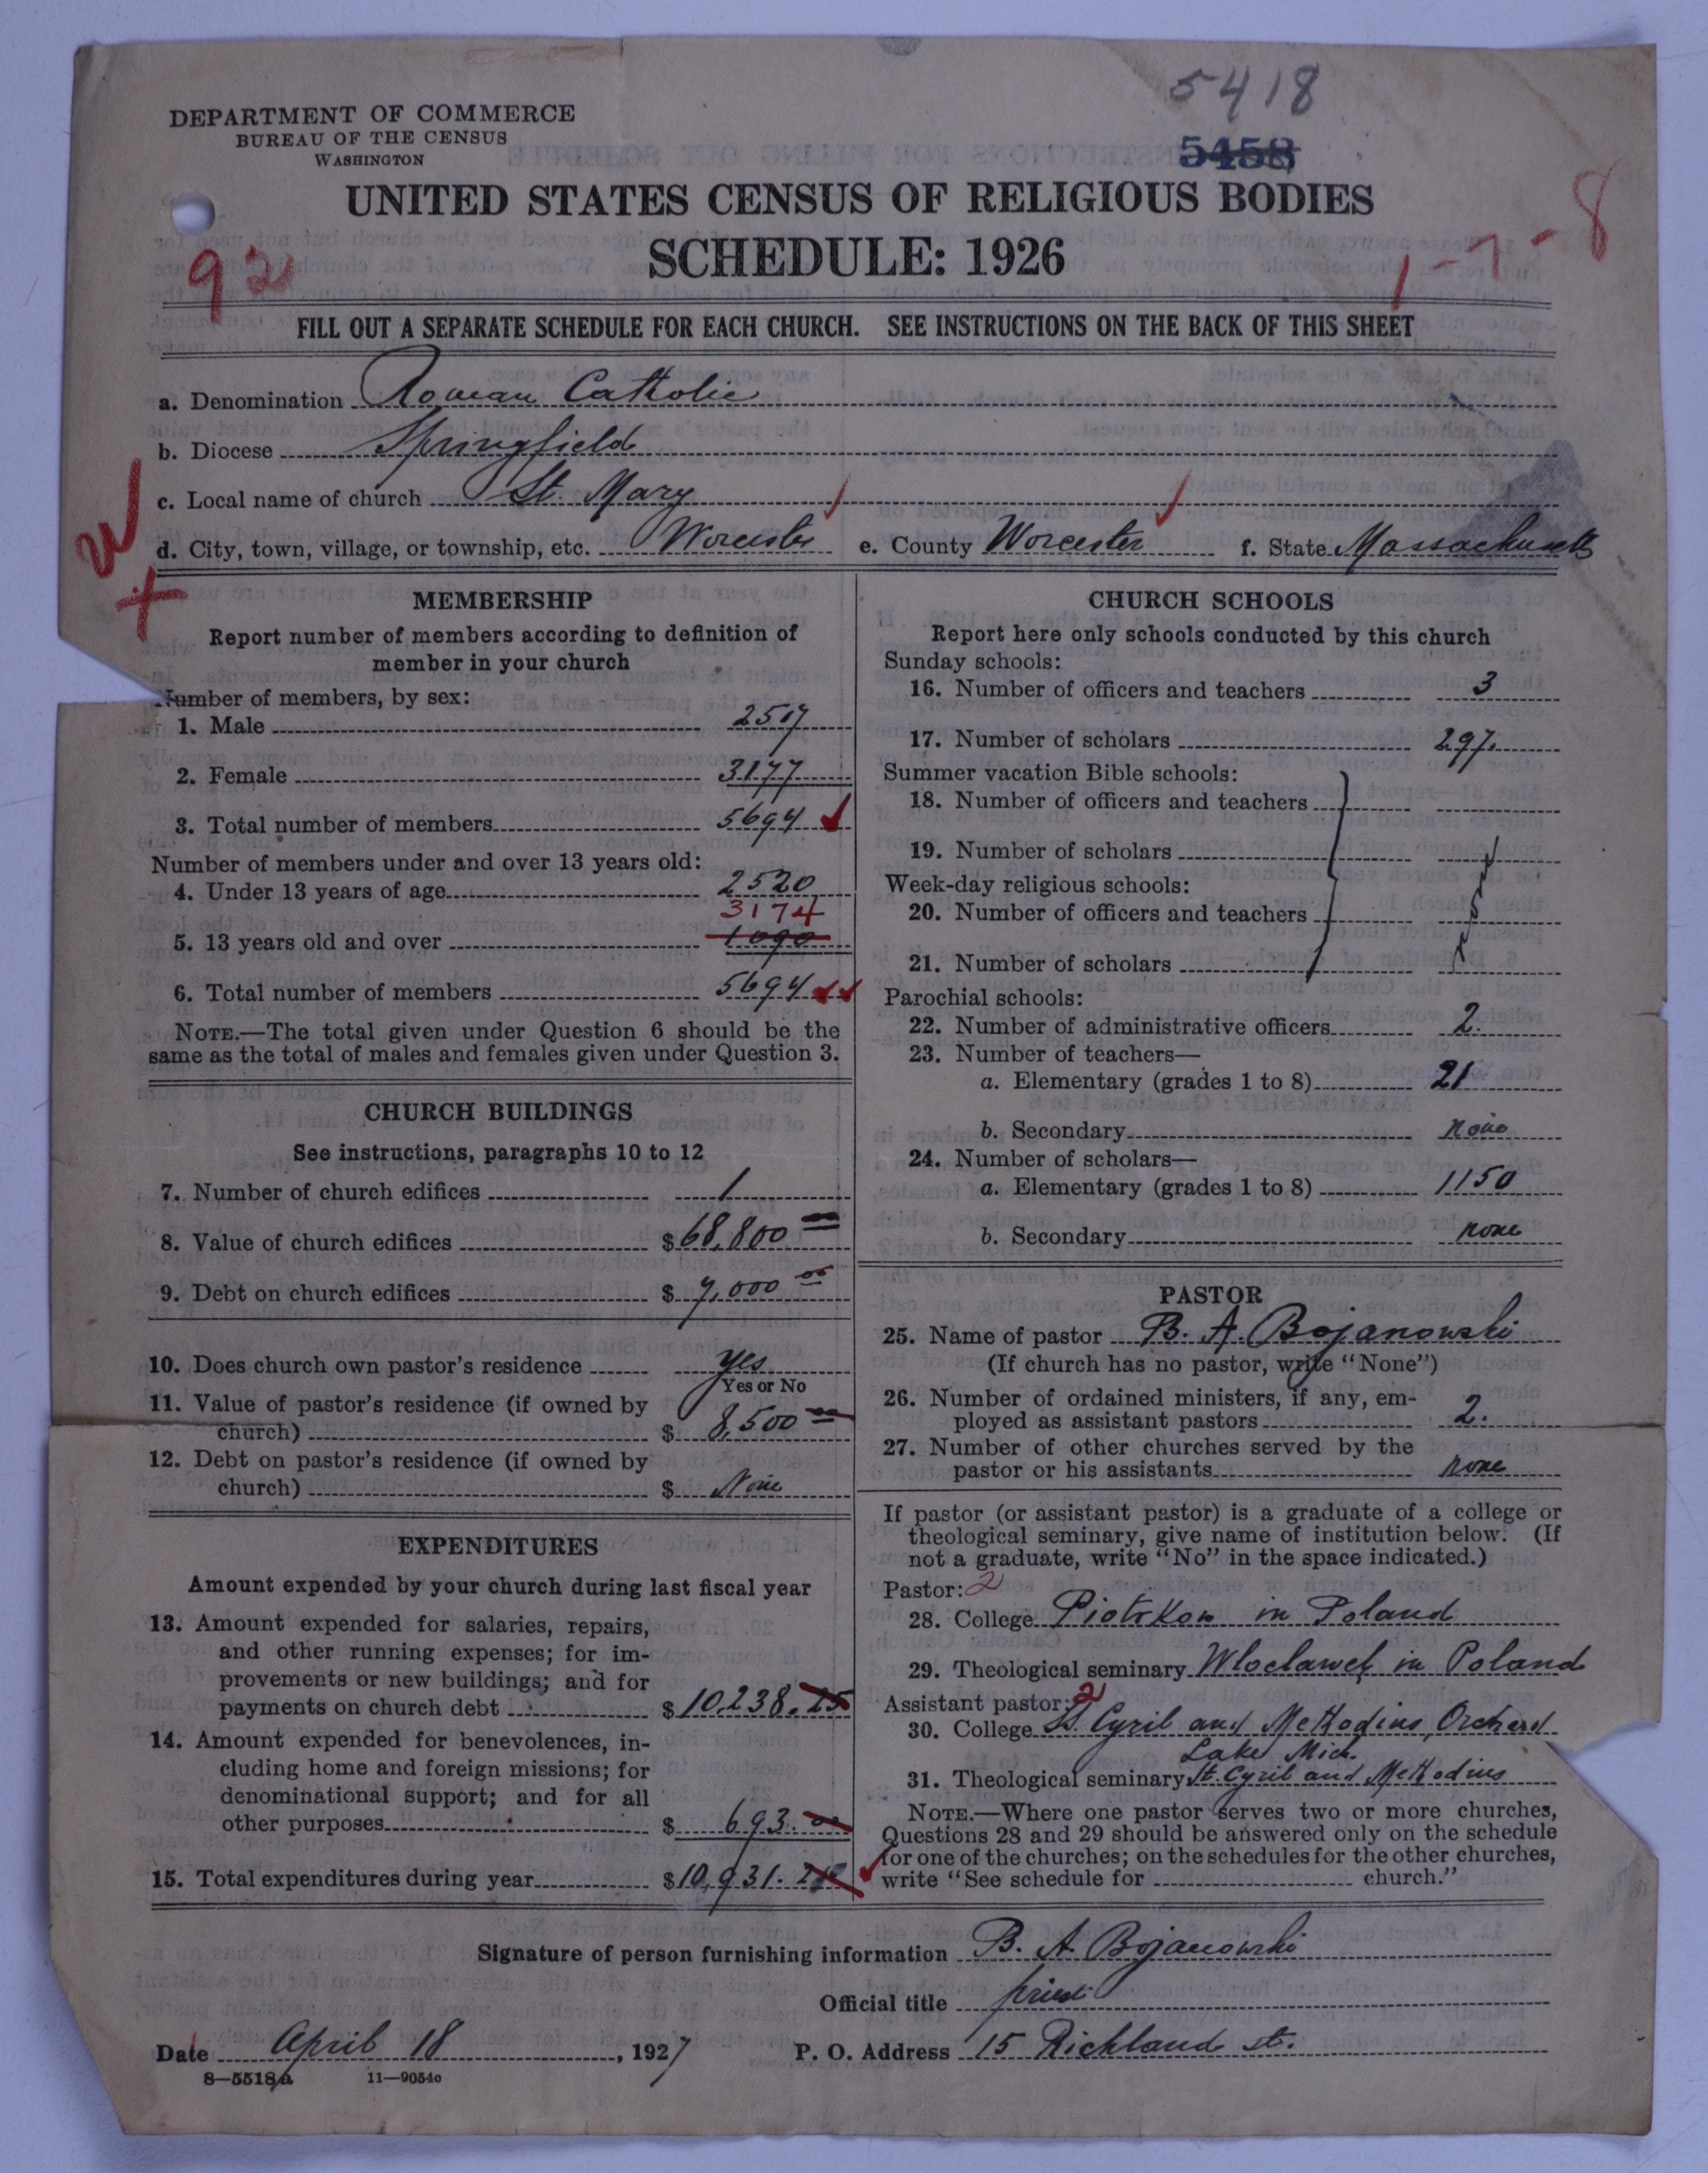 5418
DEPARTMENT OF COMMERCE
BUREAU OF THE CENSUS
WASHINGTON
5458
UNITED STATES CENSUS OF RELIGIOUS BODIES
SCHEDULE: 1926
92
1-7-8
FILL OUT A SEPARATE SCHEDULE FOR EACH CHURCH. SEE INSTRUCTIONS ON THE BACK OF THIS SHEET
a. Denomination Roman Catholic
b. Diocese Springfield
c. Local name of church St. Mary
d. City, town, village, or township, etc. Worcester e. County Worcester f. State Massachusetts
MEMBERSHIP
Report number of members according to definition of
member in your church
Number of members, by sex:
1. Male 2517
2. Female 3177
3. Total number of members 5694
Number of members under and over 13 years old:
4. Under 13 years of age 2520
3174
5. 13 years old and over 1090
6. Total number of members 5694
NOTE.—The total given under Question 6 should be the
same as the total of males and females given under Question 3.
CHURCH BUILDINGS
See instructions, paragraphs 10 to 12
7. Number of church edifices 1
8. Value of church edifices $68,800
9. Debt on church edifices $7,000 00
10. Does church own pastor's residence yes
Yes or No
11. Value of pastor's residence (if owned by
church) $8,500
12. Debt on pastor's residence (if owned by
church) $ None
EXPENDITURES
Amount expended by your church during last fiscal year
13. Amount expended for salaries, repairs,
and other running expenses; for im-
provements or new buildings; and for
payments on church debt $10,238.25
14. Amount expended for benevolences, in-
cluding home and foreign missions; for
denominational support; and for all
other purposes $693.00
15. Total expenditures during year $10,931.
CHURCH SCHOOLS
Report here only schools conducted by this church
Sunday schools:
16. Number of officers and teachers 3
17. Number of scholars 297.
Summer vacation Bible schools:
18. Number of officers and teachers
19. Number of scholars
Week-day religious schools:
20. Number of officers and teachers
21. Number of scholars
Parochial schools:
22. Number of administrative officers 2.
23. Number of teachers—
a. Elementary (grades 1 to 8) 21
b. Secondary none
24. Number of scholars—
a. Elementary (grades 1 to 8) 1150
b. Secondary none
PASTOR
25. Name of pastor B. A. Bojanowski
(If church has no pastor, write "None")
26. Number of ordained ministers, if any, em-
ployed as assistant pastors 2.
27. Number of other churches served by the
pastor or his assistants none
If pastor (or assistant pastor) is a graduate of a college or
theological seminary, give name of institution below. (If
not a graduate, write "No" in the space indicated.)
Pastor: 2
28. College Piotrkow in Poland
29. Theological seminary Wloclawek in Poland
Assistant pastor: 2
30. College St. Cyril and Methodius, Orchard
Lake Mich.
31. Theological seminary St. Cyril and Methodius
NOTE.—Where one pastor serves two or more churches,
Questions 28 and 29 should be answered only on the schedule
for one of the churches; on the schedules for the other churches,
write "See schedule for church."
Signature of person furnishing information B. A. Bojanowski
Official title priest
Date April 18, 1927 P. O. Address 15 Richland st.
8—5518a 11—9054c